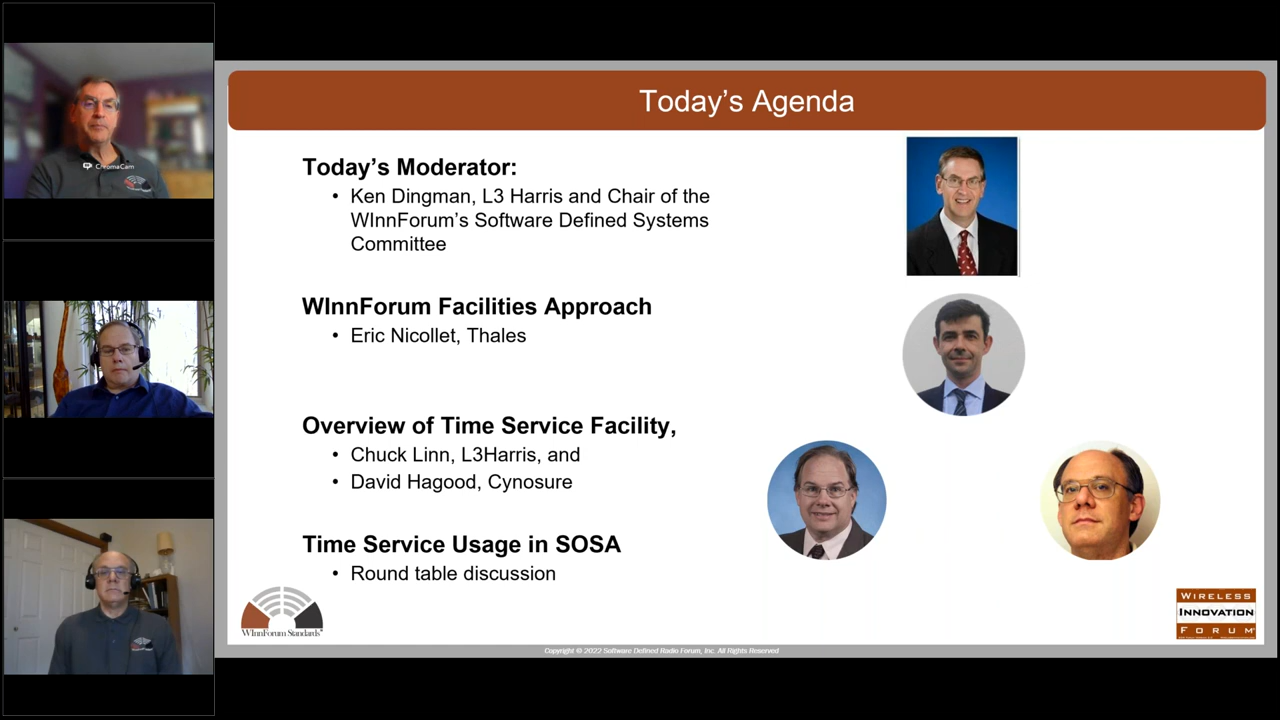 ChromaCam
Today's Agenda
Today's Moderator:
• Ken Dingman, L3 Harris and Chair of the
WInnForum's Software Defined Systems
Committee
WInnForum Facilities Approach
• Eric Nicollet, Thales
Overview of Time Service Facility,
• Chuck Linn, L3Harris, and
• David Hagood, Cynosure
Time Service Usage in SOSA
• Round table discussion
WInnForum Standards
WIRELESS
INNOVATION
FORUM
Copyright © 2022 Software Defined Radio Forum, Inc. All Rights Reserved